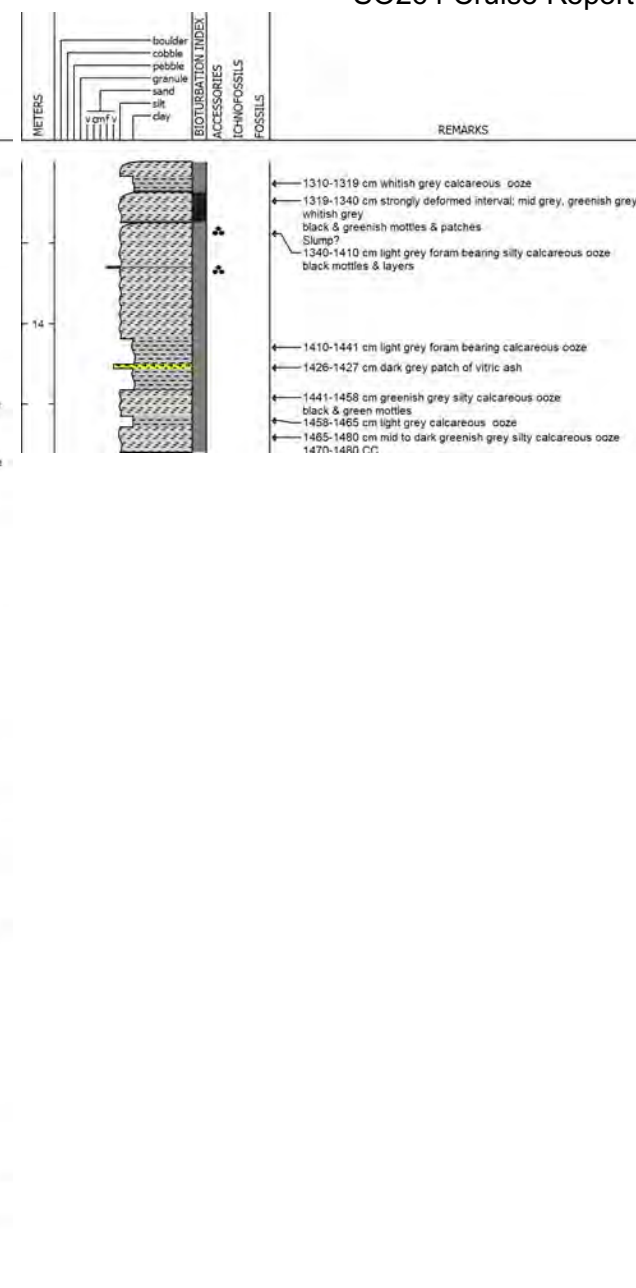 METERS
boulder
cobble
pebble
granule
sand
silt
clay
v c m f v
BIOTURBATION INDEX
ACCESSORIES
ICHNOFOSSILS
FOSSILS
REMARKS
1310-1319 cm whitish grey calcareous ooze
1319-1340 cm strongly deformed interval; mid grey, greenish grey
whitish grey
black & greenish mottles & patches
Slump?
1340-1410 cm light grey foram bearing silty calcareous ooze
black mottles & layers
14
1410-1441 cm light grey foram bearing calcareous ooze
1426-1427 cm dark grey patch of vitric ash
1441-1458 cm greenish grey silty calcareous ooze
black & green mottles
1458-1465 cm light grey calcareous ooze
1465-1480 cm mid to dark greenish grey silty calcareous ooze
1470-1480 CC